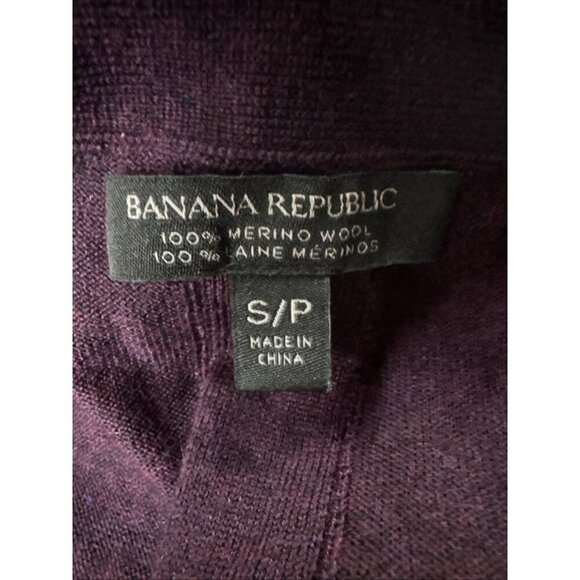 BANANA REPUBLIC
100% MERINO WOOL
100% LAINE MÉRINOS
S/P
MADE IN
CHINA